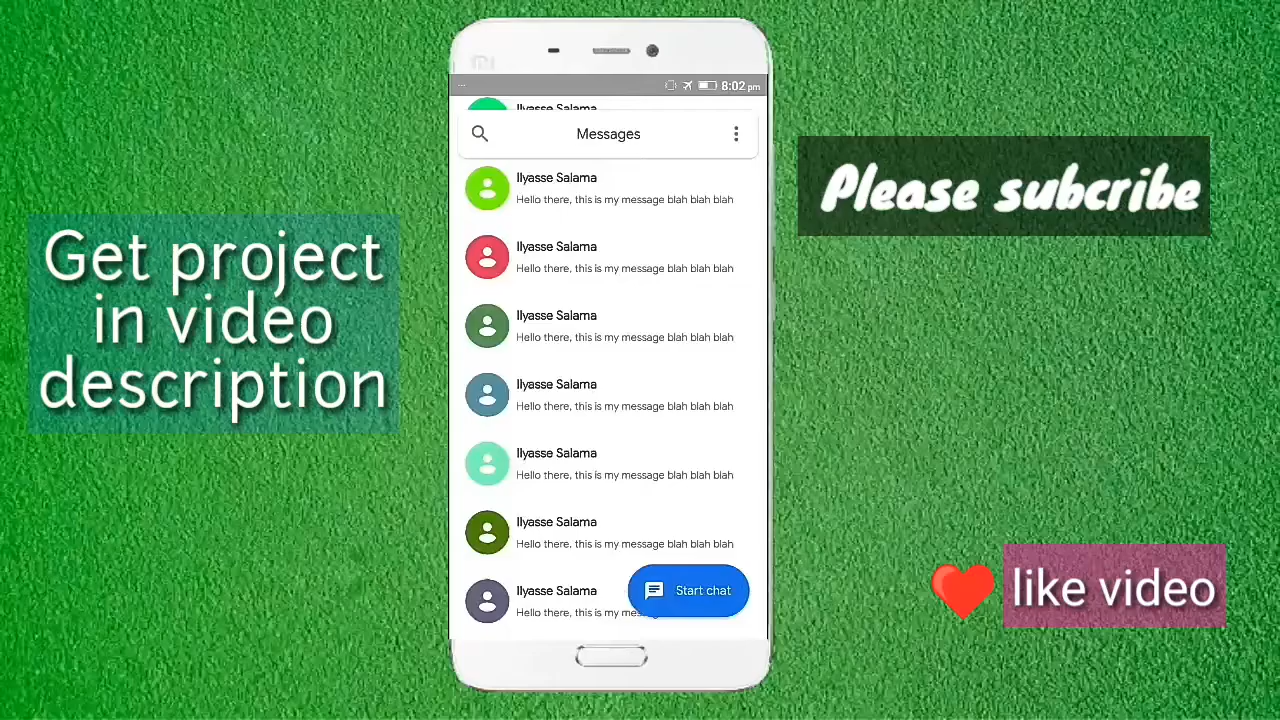 Get project
in video
description
MI
8:02 pm
Ilyasse Salama
Messages
Ilyasse Salama
Hello there, this is my message blah blah blah
Ilyasse Salama
Hello there, this is my message blah blah blah
Ilyasse Salama
Hello there, this is my message blah blah blah
Ilyasse Salama
Hello there, this is my message blah blah blah
Ilyasse Salama
Hello there, this is my message blah blah blah
Ilyasse Salama
Hello there, this is my message blah blah blah
Ilyasse Salama
Hello there, this is my
Start chat
Please subcribe
like video